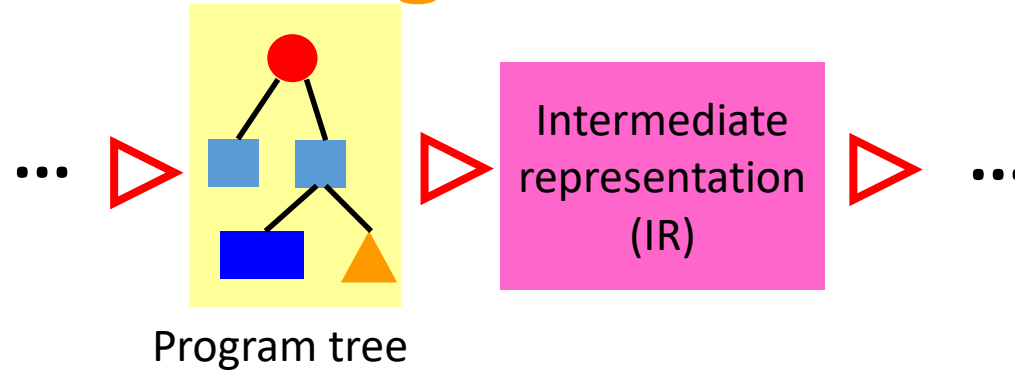 ...
Intermediate
representation
(IR)
...
Program tree